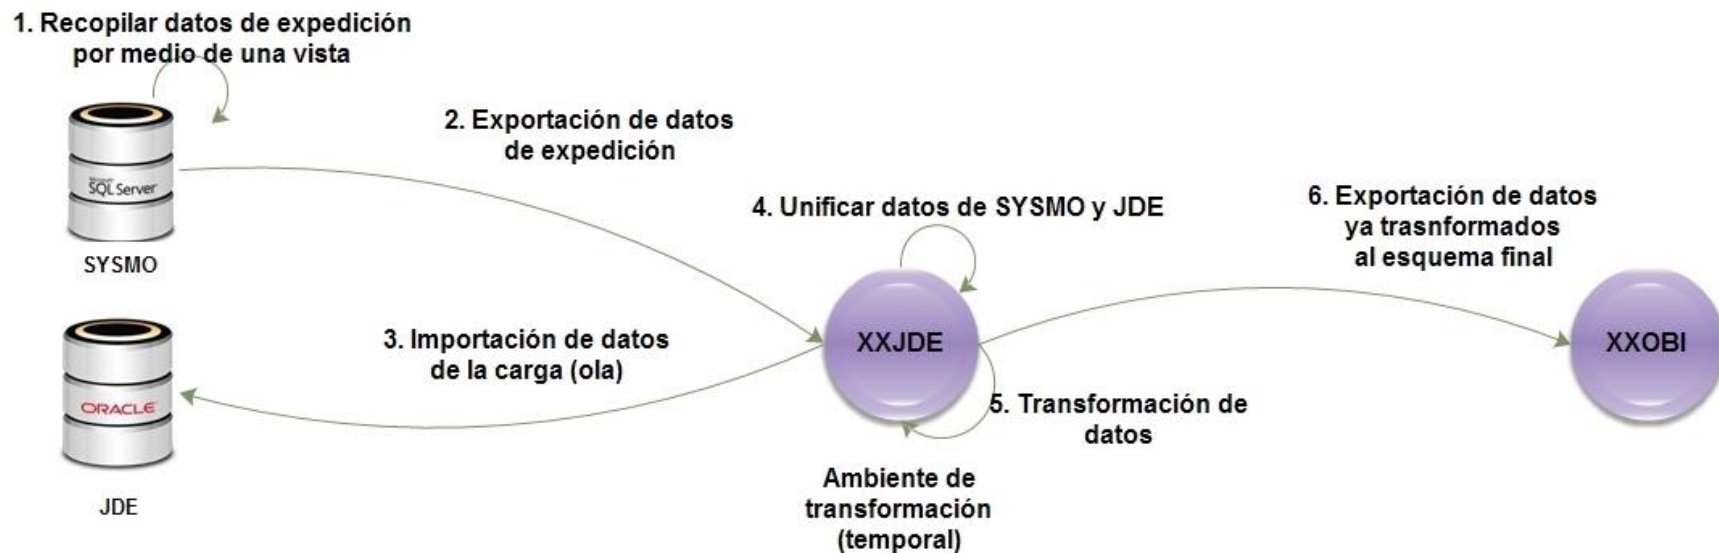 1. Recopilar datos de expedición
por medio de una vista
Microsoft
SQL Server
SYSMO
2. Exportación de datos
de expedición
3. Importación de datos
de la carga (ola)
ORACLE
JDE
4. Unificar datos de SYSMO y JDE
XXJDE
5. Transformación de
datos
Ambiente de
transformación
(temporal)
6. Exportación de datos
ya trasnformados
al esquema final
XXOBI